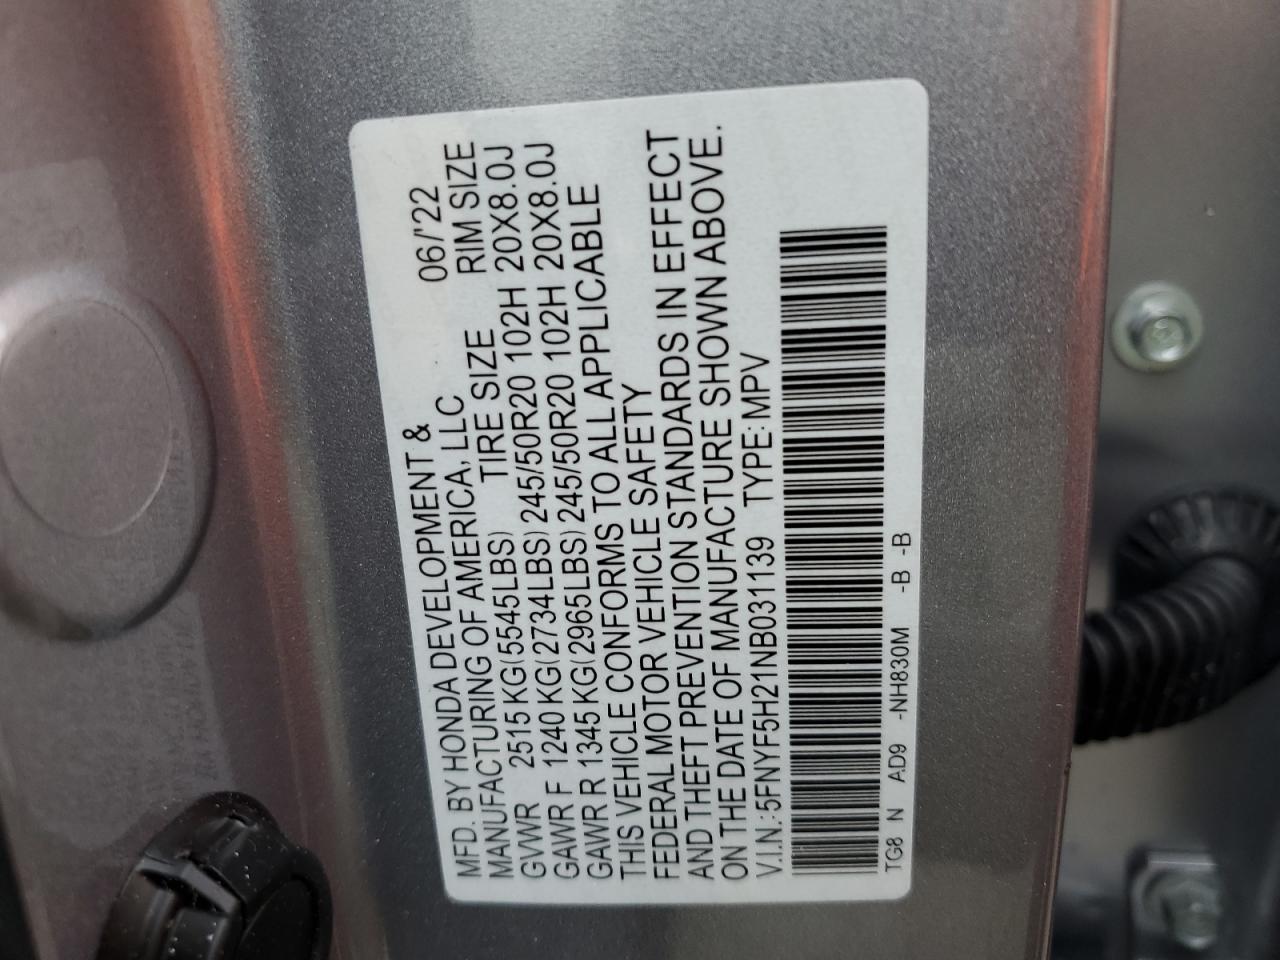 MFD. BY HONDA DEVELOPMENT & 06/'22
MANUFACTURING OF AMERICA, LLC RIM SIZE
GVWR 2515 KG(5545LBS) TIRE SIZE 20X8.0J
GAWR F 1240 KG(2734LBS) 245/50R20 102H 20X8.0J
GAWR R 1345 KG(2965LBS) 245/50R20 102H
THIS VEHICLE CONFORMS TO ALL APPLICABLE
FEDERAL MOTOR VEHICLE SAFETY
AND THEFT PREVENTION STANDARDS IN EFFECT
ON THE DATE OF MANUFACTURE SHOWN ABOVE.
V.I.N.:5FNYF5H21NB031139 TYPE: MPV
TG8 N AD9 -NH830M -B -B